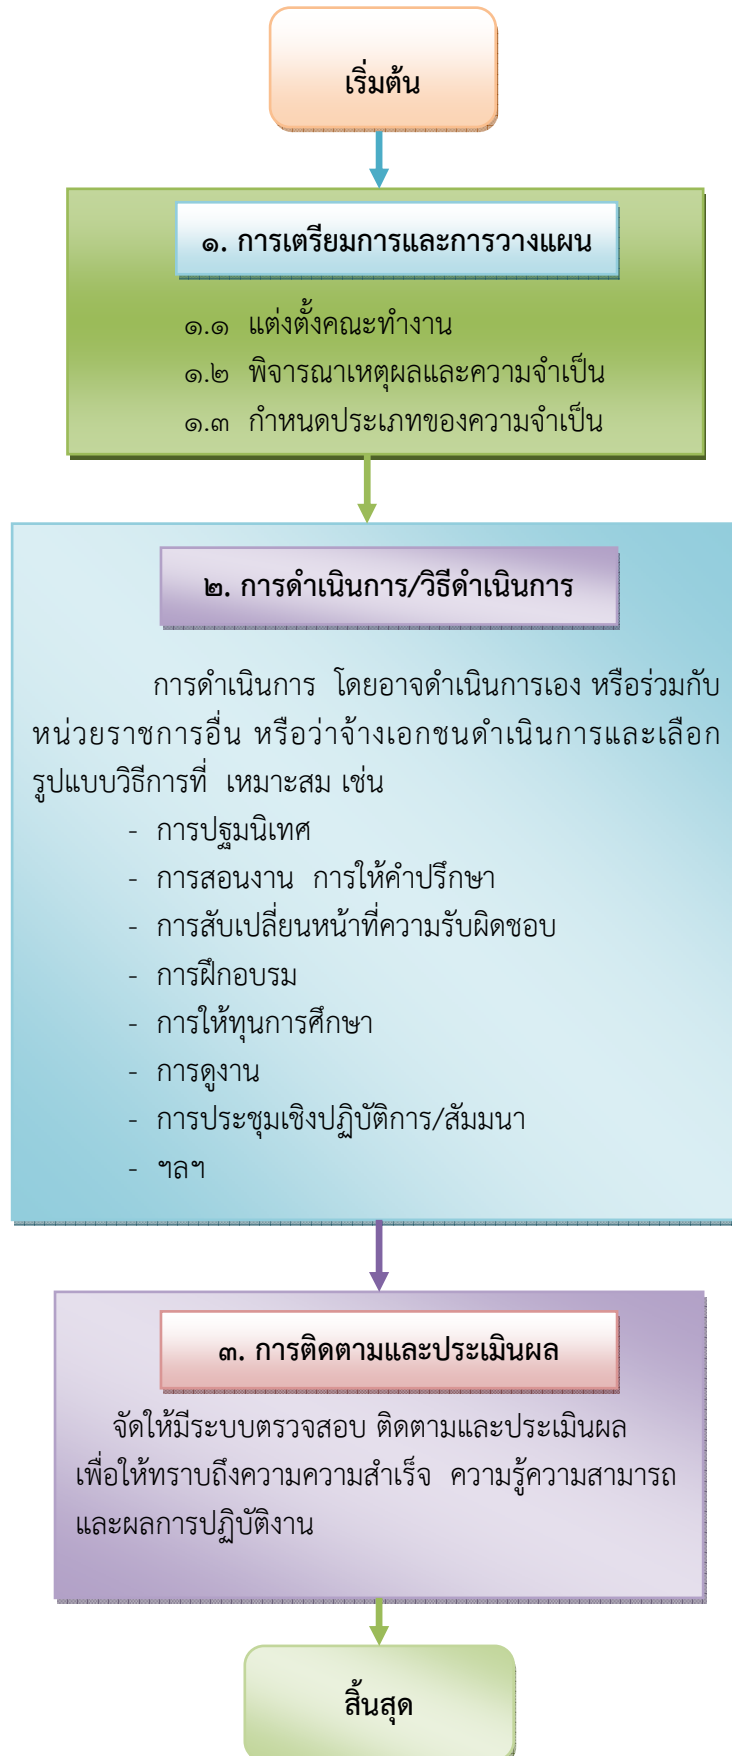 เริ่มต้น
๑. การเตรียมการและการวางแผน
๑.๑ แต่งตั้งคณะทำงาน
๑.๒ พิจารณาเหตุผลและความจำเป็น
๑.๓ กำหนดประเภทของความจำเป็น
๒. การดำเนินการ/วิธีดำเนินการ
การดำเนินการ โดยอาจดำเนินการเอง หรือร่วมกับ
หน่วยราชการอื่น หรือว่าจ้างเอกชนดำเนินการและเลือก
รูปแบบวิธีการที่ เหมาะสม เช่น
- การปฐมนิเทศ
- การสอนงาน การให้คำปรึกษา
- การสับเปลี่ยนหน้าที่ความรับผิดชอบ
- การฝึกอบรม
- การให้ทุนการศึกษา
- การดูงาน
- การประชุมเชิงปฏิบัติการ/สัมมนา
- ฯลฯ
๓. การติดตามและประเมินผล
จัดให้มีระบบตรวจสอบ ติดตามและประเมินผล
เพื่อให้ทราบถึงความความสำเร็จ ความรู้ความสามารถ
และผลการปฏิบัติงาน
สิ้นสุด